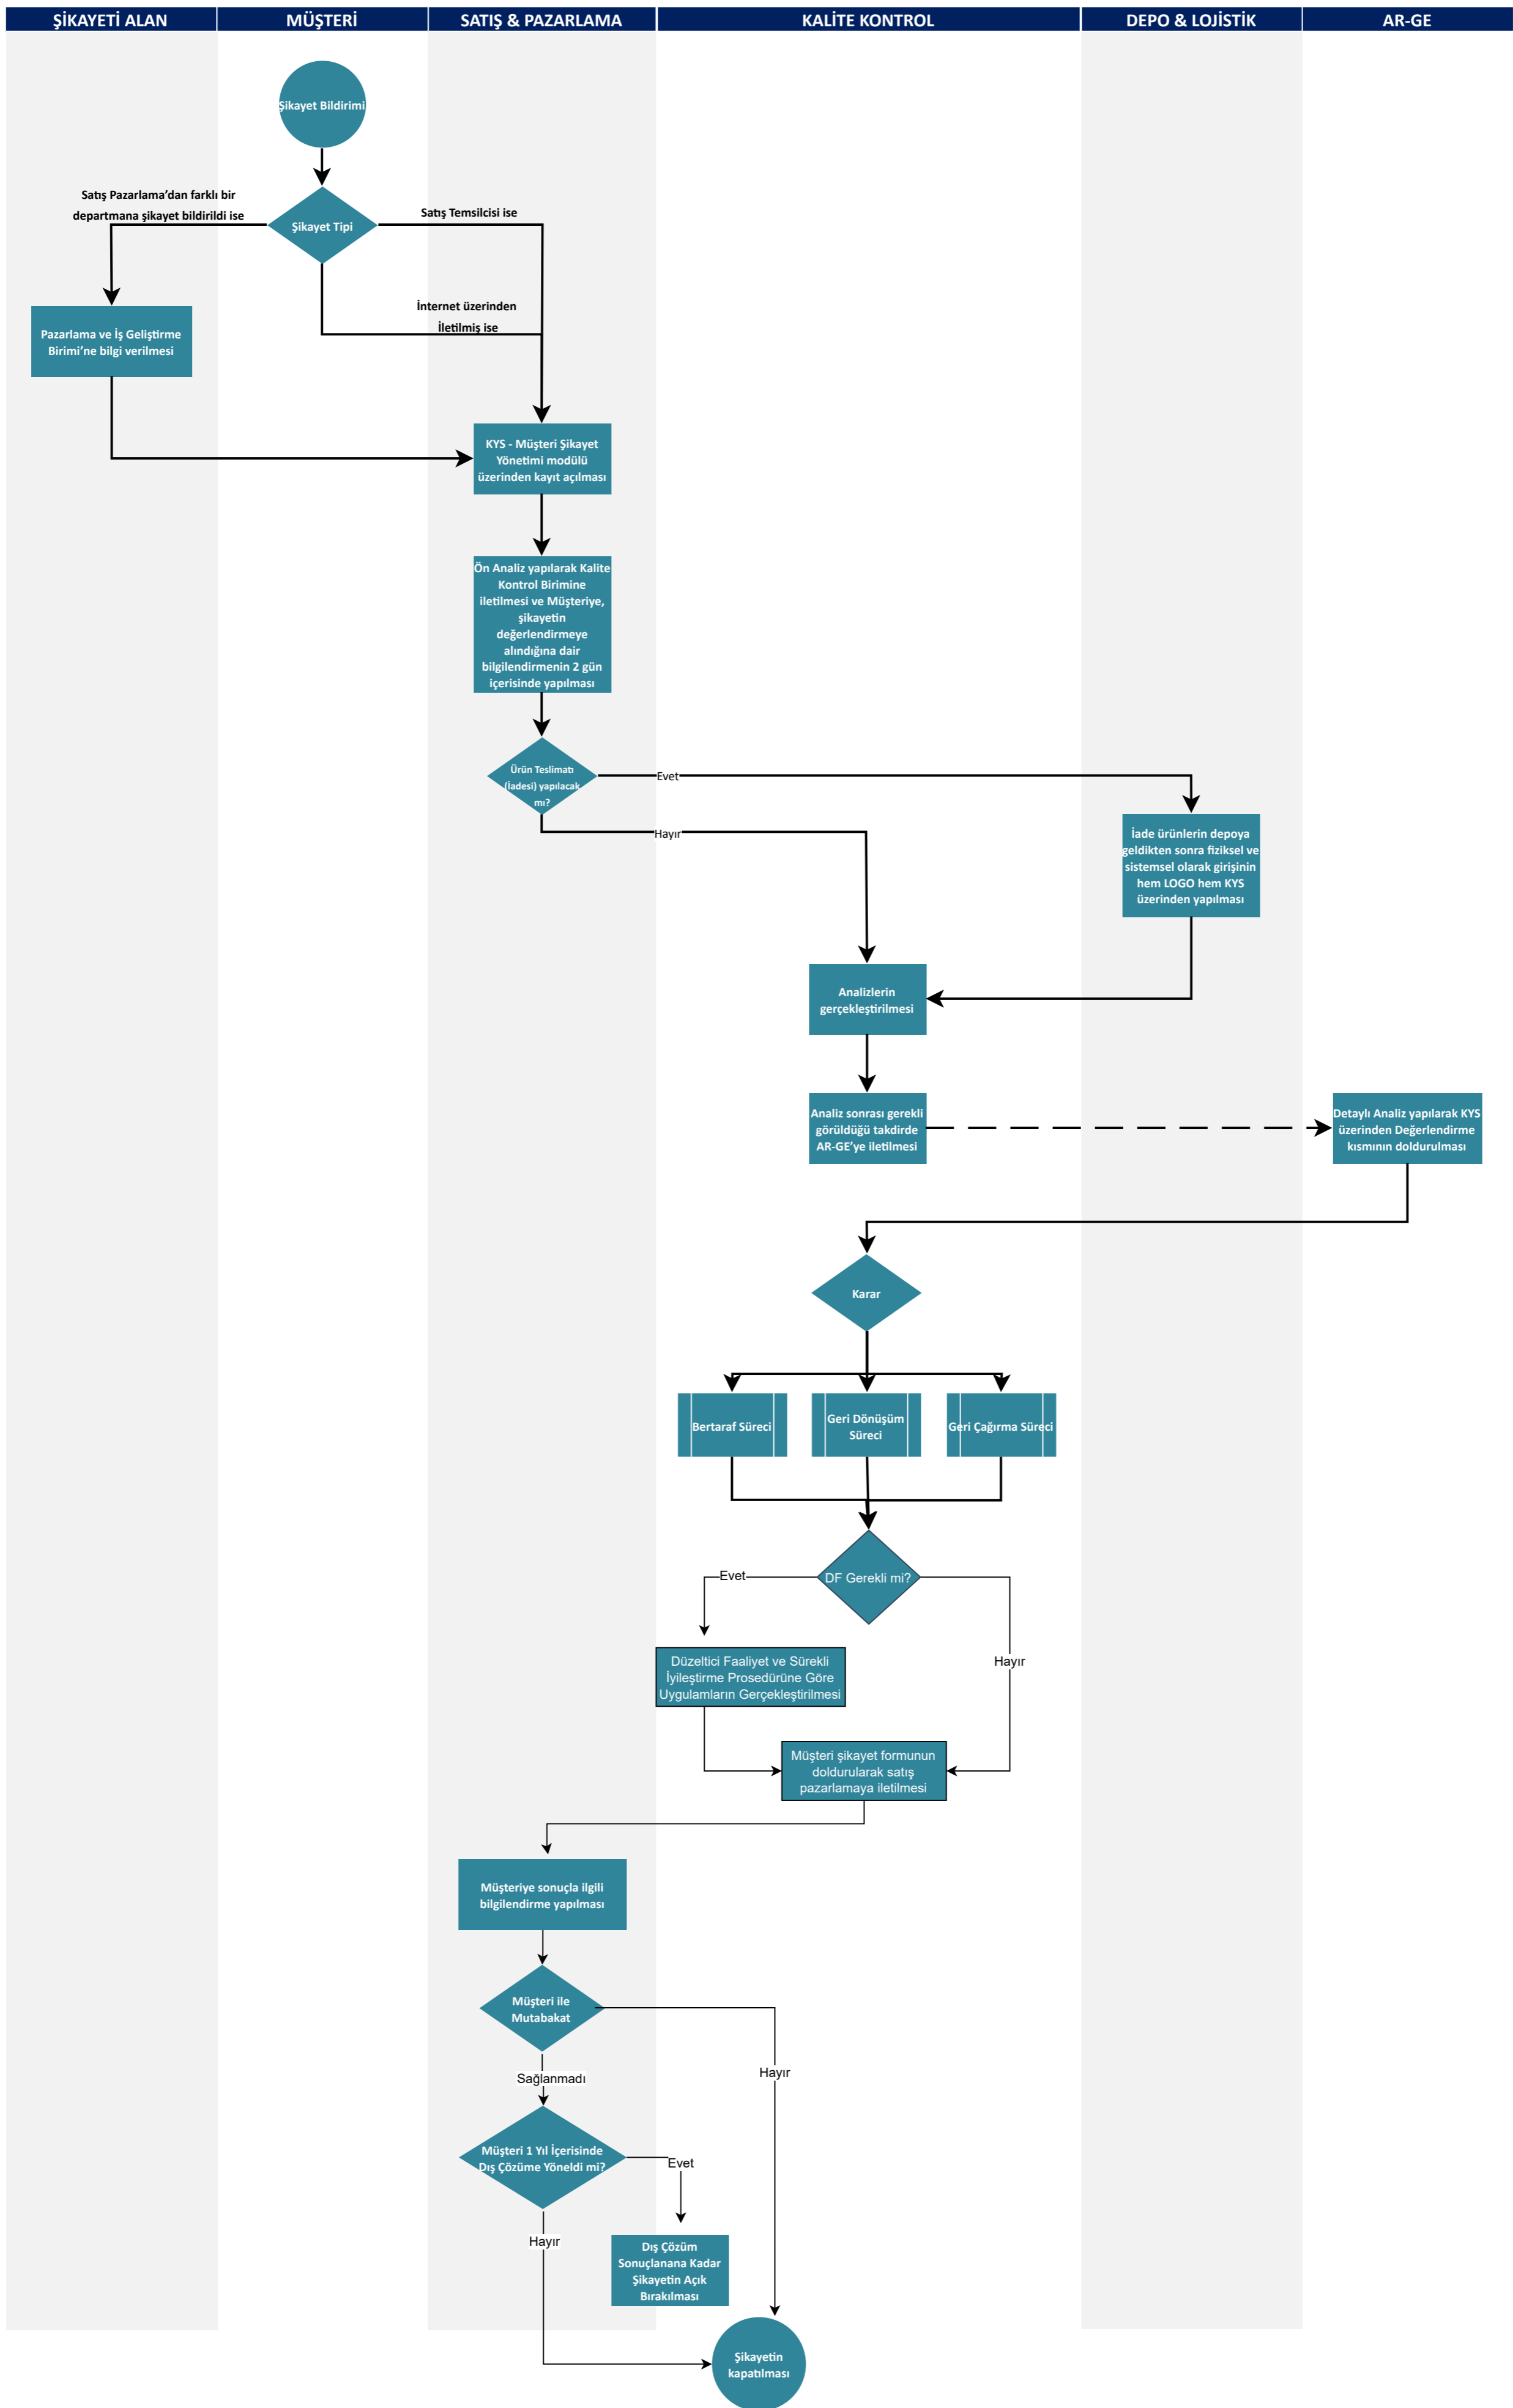 ŞİKAYETİ ALAN
MÜŞTERİ
SATIŞ & PAZARLAMA
KALİTE KONTROL
DEPO & LOJİSTİK
AR-GE
Şikayet Bildirimi
Satış Pazarlama'dan farklı bir
departmana şikayet bildirildi ise
Şikayet Tipi
Satış Temsilcisi ise
İnternet üzerinden
İletilmiş ise
Pazarlama ve İş Geliştirme
Birimi'ne bilgi verilmesi
KYS - Müşteri Şikayet
Yönetimi modülü
üzerinden kayıt açılması
Ön Analiz yapılarak Kalite
Kontrol Birimine
iletilmesi ve Müşteriye,
şikayetin
değerlendirmeye
alındığına dair
bilgilendirmenin 2 gün
içerisinde yapılması
Ürün Teslimatı
(İadesi) yapılacak
mı?
Evet
Hayır
İade ürünlerin depoya
geldikten sonra fiziksel ve
sistemsel olarak girişinin
hem LOGO hem KYS
üzerinden yapılması
Analizlerin
gerçekleştirilmesi
Analiz sonrası gerekli
görüldüğü takdirde
AR-GE'ye iletilmesi
Detaylı Analiz yapılarak KYS
üzerinden Değerlendirme
kısmının doldurulması
Karar
Bertaraf Süreci
Geri Dönüşüm
Süreci
Geri Çağırma Süreci
DF Gerekli mi?
Evet
Hayır
Düzeltici Faaliyet ve Sürekli
İyileştirme Prosedürüne Göre
Uygulamların Gerçekleştirilmesi
Müşteri şikayet formunun
doldurularak satış
pazarlamaya iletilmesi
Müşteriye sonuçla ilgili
bilgilendirme yapılması
Müşteri ile
Mutabakat
Sağlanmadı
Hayır
Müşteri 1 Yıl İçerisinde
Dış Çözüme Yöneldi mi?
Evet
Hayır
Dış Çözüm
Sonuçlanana Kadar
Şikayetin Açık
Bırakılması
Şikayetin
kapatılması